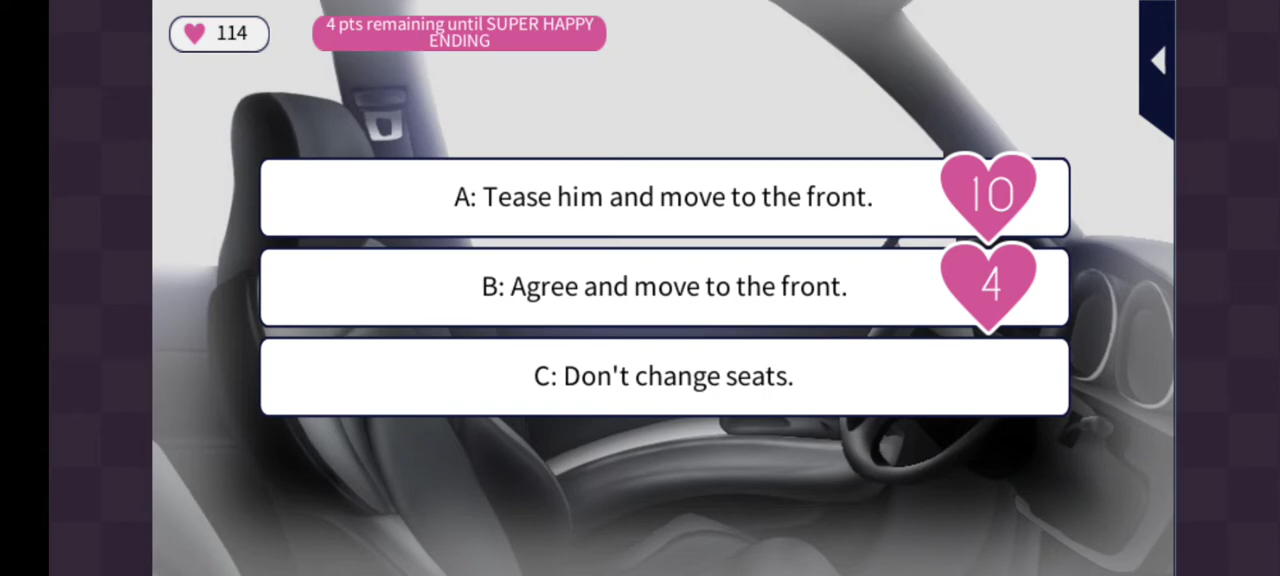 114
4 pts remaining until SUPER HAPPY
ENDING
A: Tease him and move to the front.
10
B: Agree and move to the front.
4
C: Don't change seats.